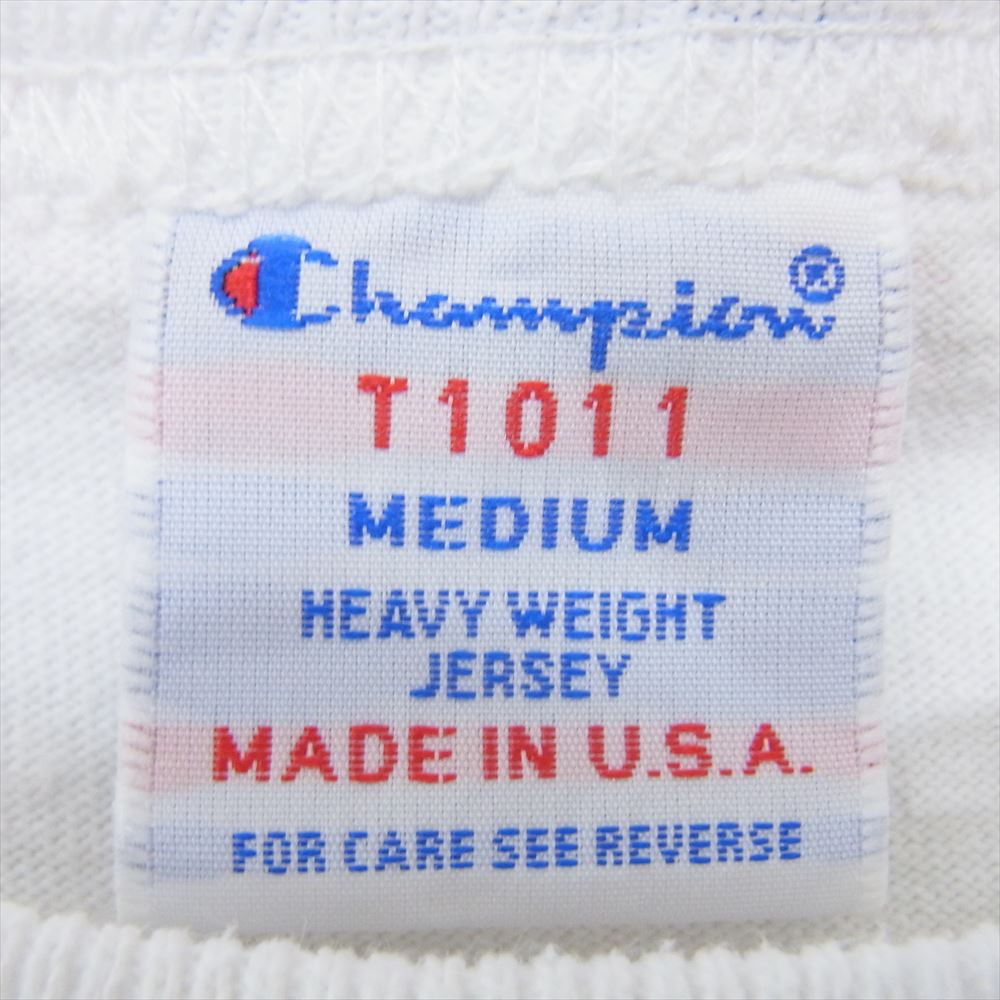 Champion®
T1011
MEDIUM
HEAVY WEIGHT
JERSEY
MADE IN U.S.A.
FOR CARE SEE REVERSE